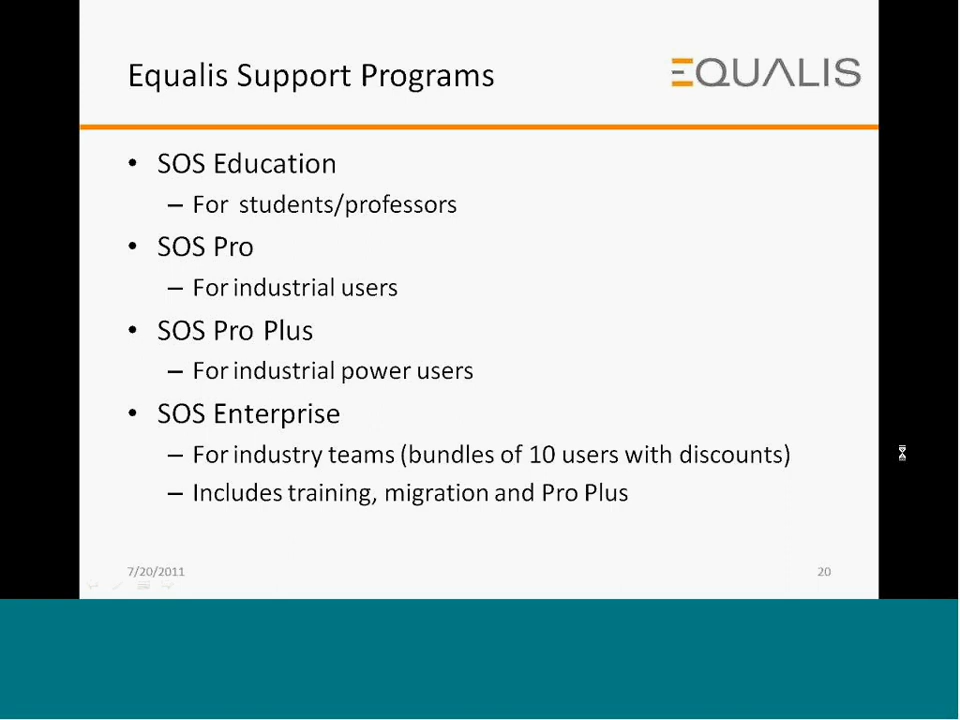 Equalis Support Programs
EQUALIS
• SOS Education
– For students/professors
• SOS Pro
– For industrial users
• SOS Pro Plus
– For industrial power users
• SOS Enterprise
– For industry teams (bundles of 10 users with discounts)
– Includes training, migration and Pro Plus
7/20/2011
20